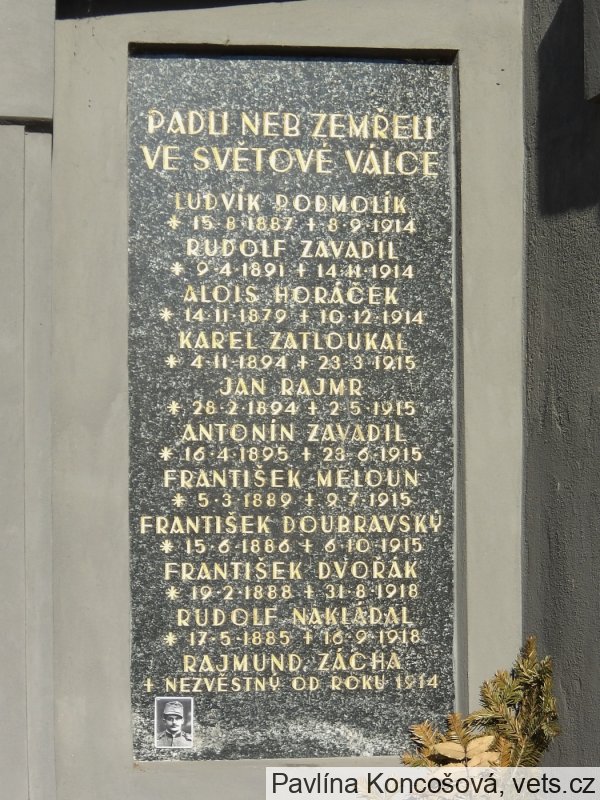 PADLI NEB ZEMŘELI
VE SVĚTOVÉ VÁLCE
LUDVÍK PODMOLÍK
* 15·8·1887 + 8·9·1914
RUDOLF ZAVADIL
* 9·4·1891 + 14·11·1914
ALOIS HORÁČEK
* 14·11·1879 + 10·12·1914
KAREL ZATLOUKAL
* 4·11·1894 + 23·3·1915
JAN RAJMR
* 28·2·1894 + 2·5·1915
ANTONÍN ZAVADIL
* 16·4·1895 + 23·6·1915
FRANTIŠEK MELOUN
* 5·3·1889 + 9·7·1915
FRANTIŠEK DOUBRAVSKÝ
* 15·6·1886 + 6·10·1915
FRANTIŠEK DVOŘÁK
* 19·2·1888 + 31·8·1918
RUDOLF NAKLÁDAL
* 17·5·1885 + 16·9·1918
RAJMUND ZÁCHA
+ NEZVĚSTNÝ OD ROKU 1914
Pavlína Koncošová, vets.cz